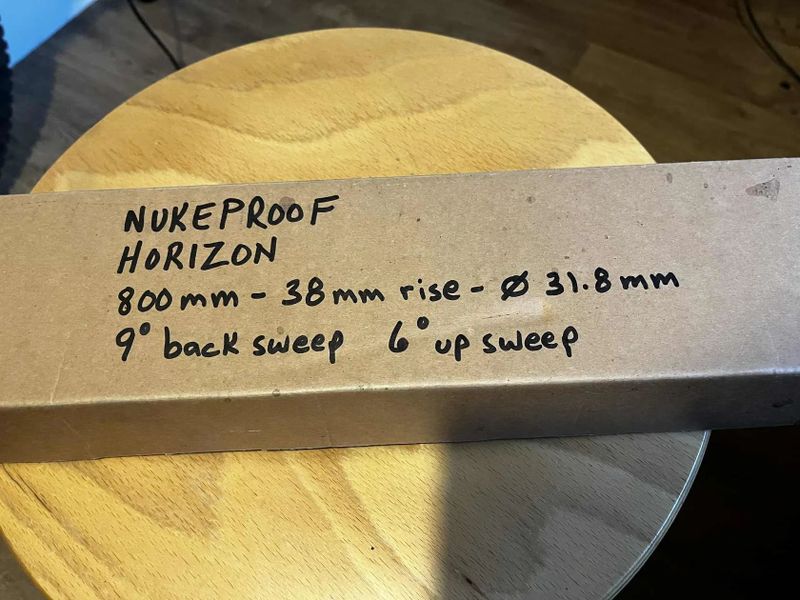 NUKEPROOF
HORIZON
800mm - 38mm rise - Ø 31.8mm
9° back sweep 6° up sweep